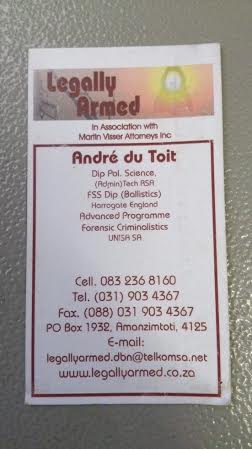 Legally
Armed
In Association with
Martin Visser Attorneys Inc
André du Toit
Dip Pol. Science,
(Admin)Tech RSA
FSS Dip (Ballistics)
Harrogate England
Advanced Programme
Forensic Criminalistics
UNISA SA
Cell. 083 236 8160
Tel. (031) 903 4367
Fax. (088) 031 903 4367
PO Box 1932, Amanzimtoti, 4125
E-mail:
legallyarmed.dbn@telkomsa.net
www.legallyarmed.co.za